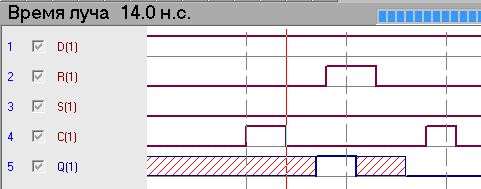 Время луча 14.0 н.с.
1 D(1)
2 R(1)
3 S(1)
4 C(1)
5 Q(1)